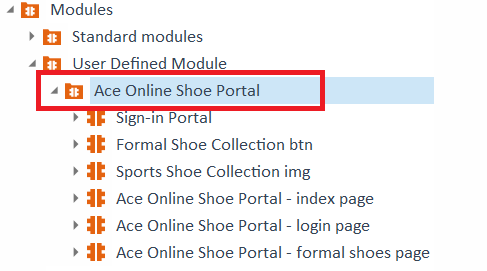 Modules
Standard modules
User Defined Module
Ace Online Shoe Portal
Sign-in Portal
Formal Shoe Collection btn
Sports Shoe Collection img
Ace Online Shoe Portal - index page
Ace Online Shoe Portal - login page
Ace Online Shoe Portal - formal shoes page